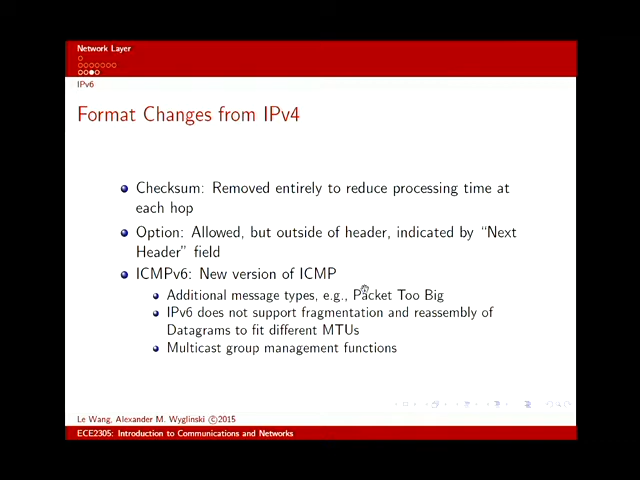 Network Layer
IPv6
Format Changes from IPv4
Checksum: Removed entirely to reduce processing time at
each hop
Option: Allowed, but outside of header, indicated by “Next
Header” field
ICMPv6: New version of ICMP
Additional message types, e.g., Packet Too Big
IPv6 does not support fragmentation and reassembly of
Datagrams to fit different MTUs
Multicast group management functions
Le Wang, Alexander M. Wyglinski ©2015
ECE2305: Introduction to Communications and Networks